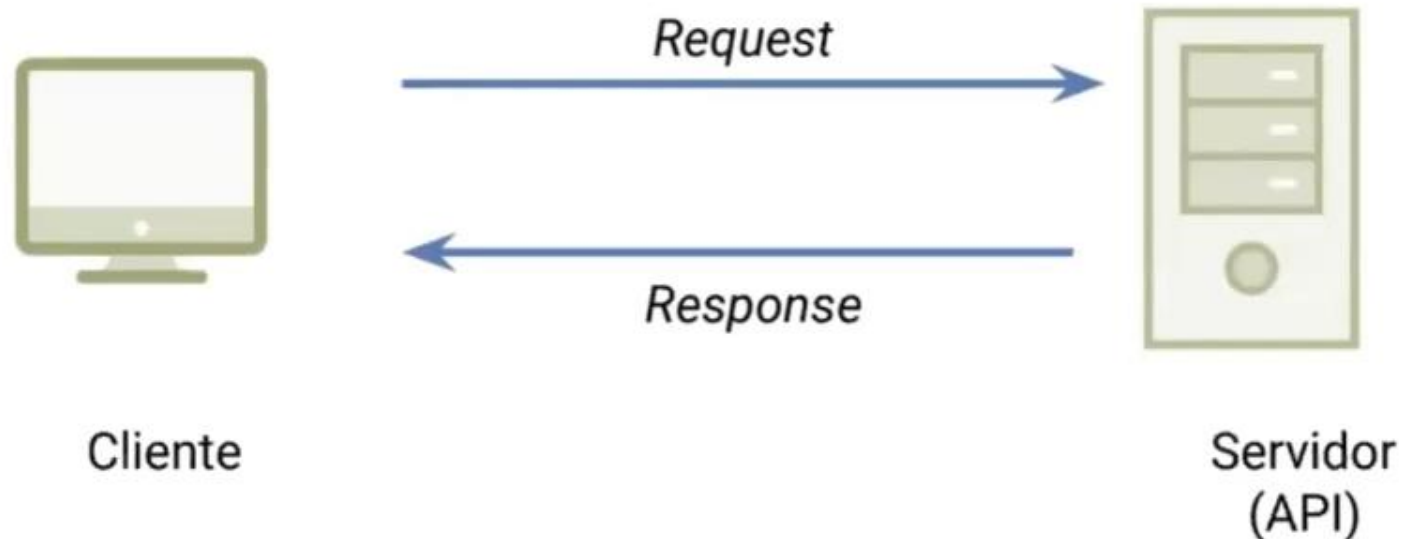 Request
Response
Cliente
Servidor
(API)